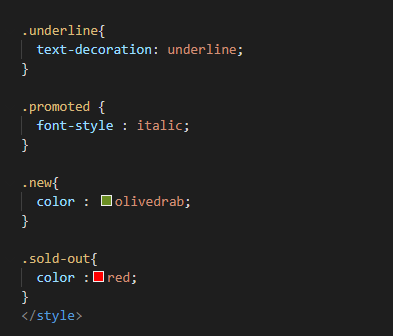 .underline{
text-decoration: underline;
}
.promoted {
font-style : italic;
}
.new{
color : olivedrab;
}
.sold-out{
color :red;
}
</style>